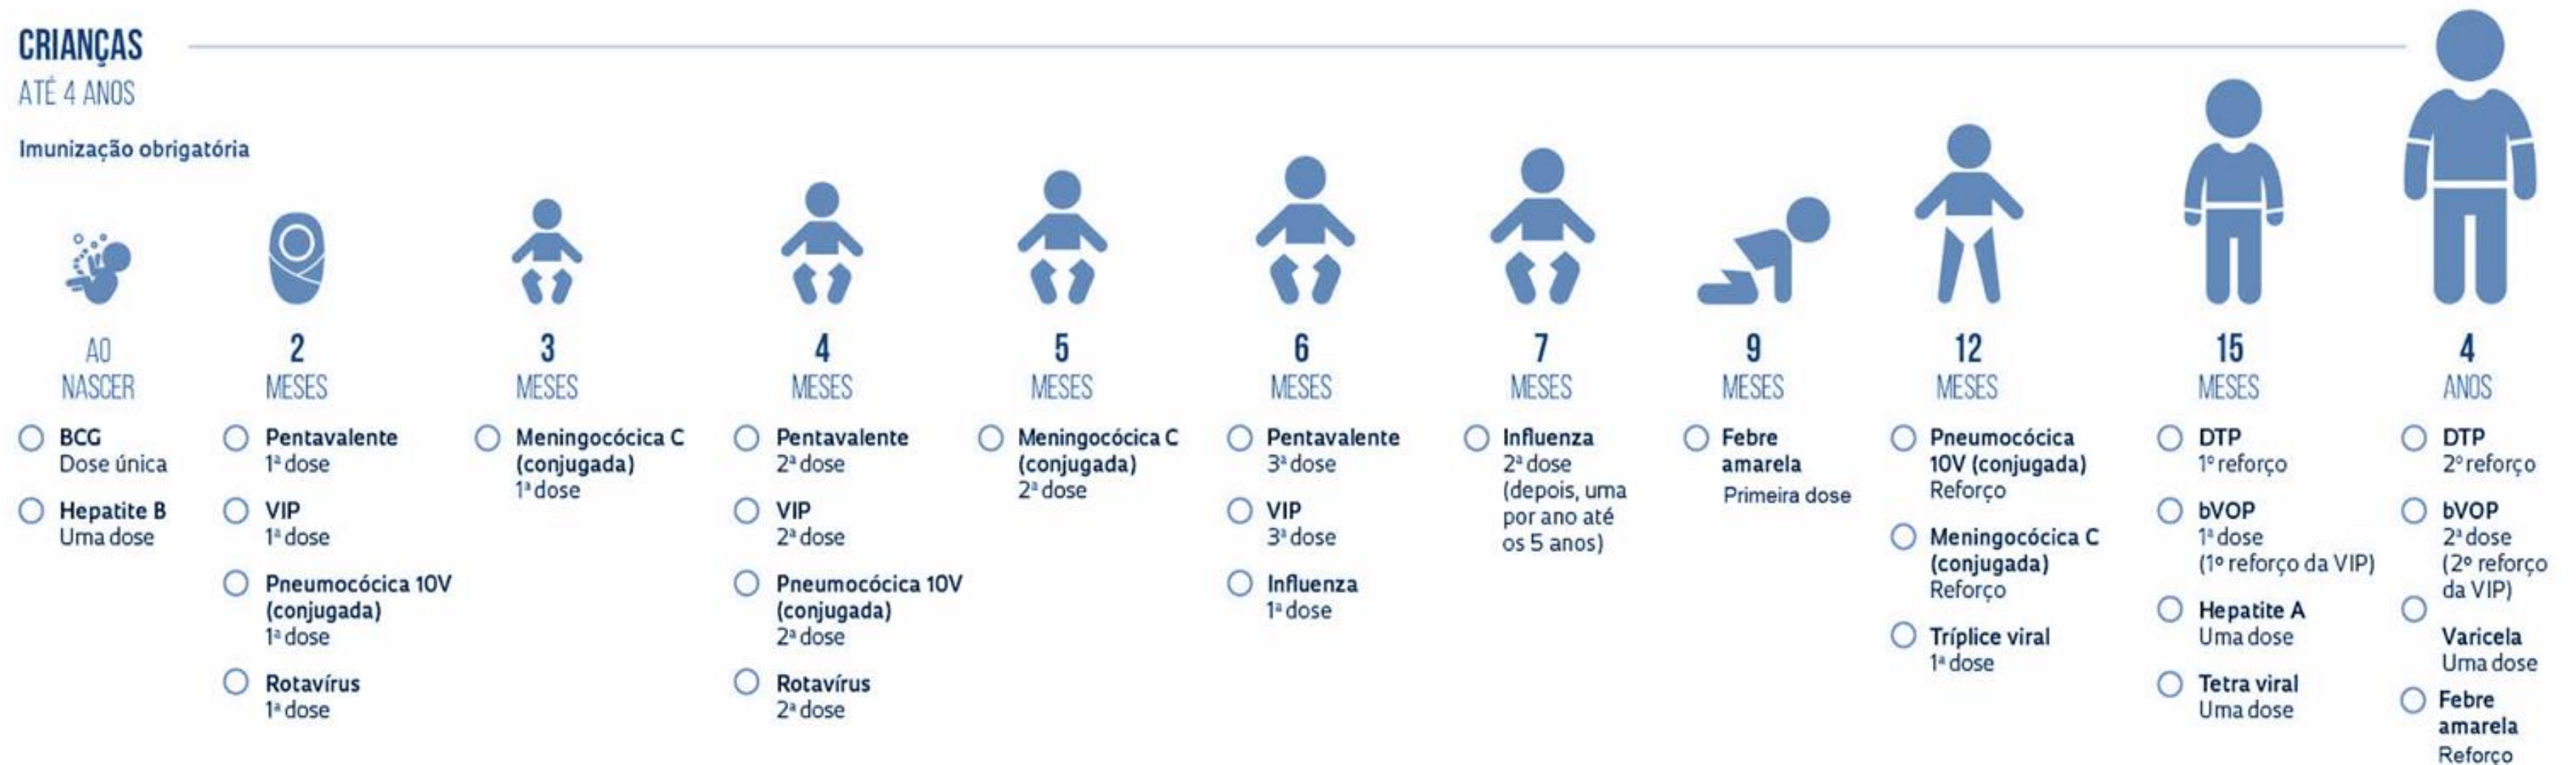 CRIANÇAS
ATÉ 4 ANOS
Imunização obrigatória
AO
NASCER
BCG
Dose única
Hepatite B
Uma dose
2
MESES
Pentavalente
1ª dose
VIP
1ª dose
Pneumocócica 10V
(conjugada)
1ª dose
Rotavírus
1ª dose
3
MESES
Meningocócica C
(conjugada)
1ª dose
4
MESES
Pentavalente
2ª dose
VIP
2ª dose
Pneumocócica 10V
(conjugada)
2ª dose
Rotavírus
2ª dose
5
MESES
Meningocócica C
(conjugada)
2ª dose
6
MESES
Pentavalente
3ª dose
VIP
3ª dose
Influenza
1ª dose
7
MESES
Influenza
2ª dose
(depois, uma
por ano até
os 5 anos)
9
MESES
Febre
amarela
Primeira dose
12
MESES
Pneumocócica
10V (conjugada)
Reforço
Meningocócica C
(conjugada)
Reforço
Tríplice viral
1ª dose
15
MESES
DTP
1º reforço
bVOP
1ª dose
(1º reforço da VIP)
Hepatite A
Uma dose
Tetra viral
Uma dose
4
ANOS
DTP
2º reforço
bVOP
2ª dose
(2º reforço
da VIP)
Varicela
Uma dose
Febre
amarela
Reforço